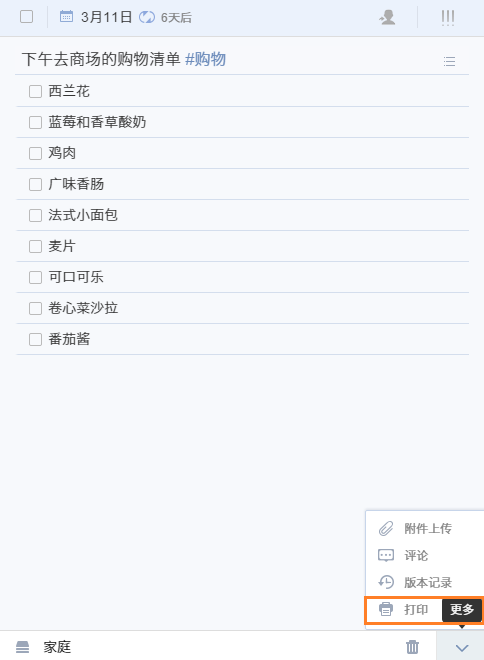 3月11日 6天后
下午去商场的购物清单 #购物
西兰花
蓝莓和香草酸奶
鸡肉
广味香肠
法式小面包
麦片
可口可乐
卷心菜沙拉
番茄酱
附件上传
评论
版本记录
打印 更多
家庭